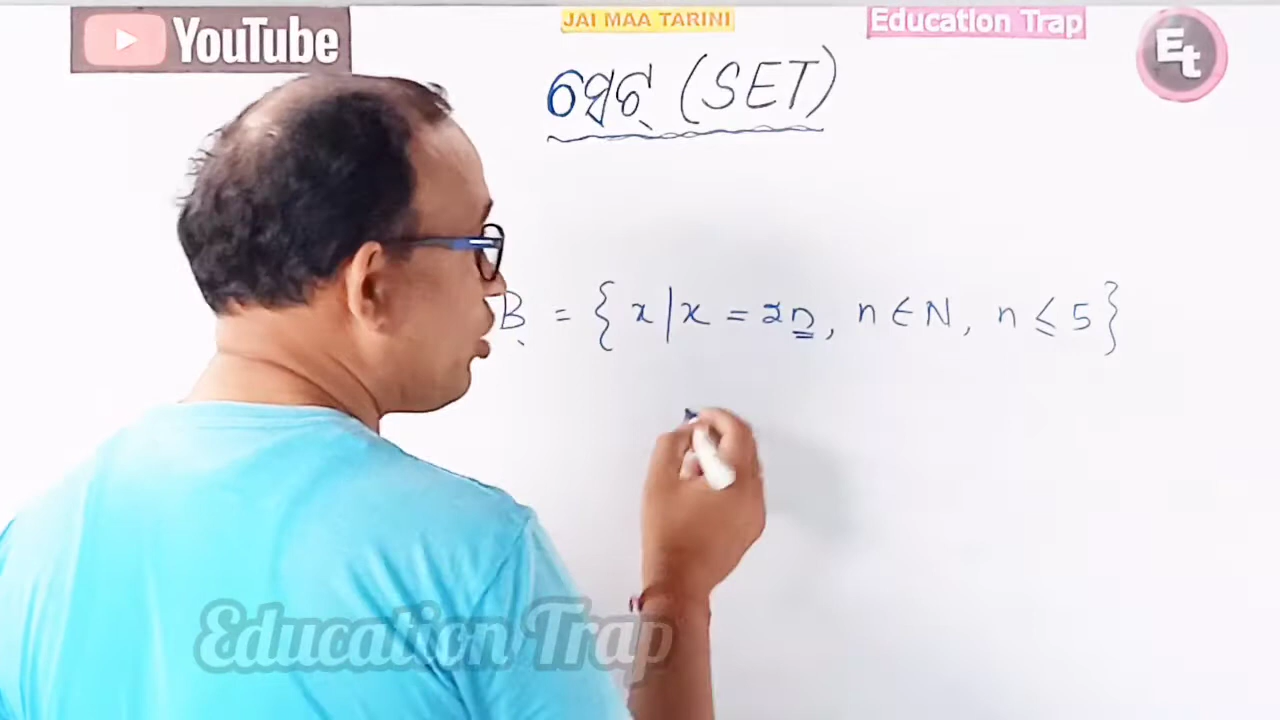 YouTube
JAI MAA TARINI
Education Trap
Et
ସେଟ୍ (SET)
B = { x | x = 2n, n ∈ N, n ≤ 5 }
Education Trap